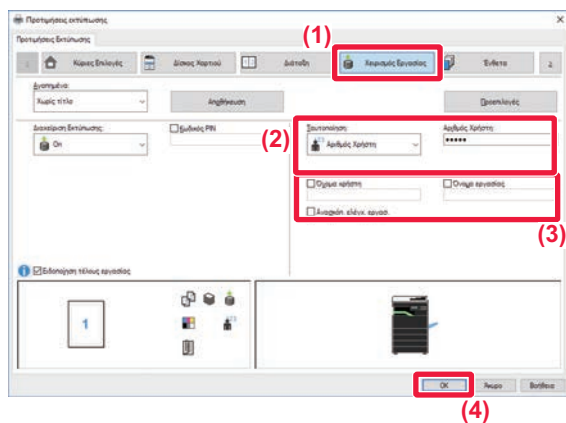 Προτιμήσεις εκτύπωσης
Προτιμήσεις Εκτύπωσης
(1)
Κύριες Επιλογές
Δίσκος Χαρτιού
Διάταξη
Χειρισμός Εργασίας
Ένθετα
Αγαπημένα:
Χωρίς τίτλο
Αποθήκευση
Προεπιλογές
Διαχείριση Εκτύπωσης:
On
Κωδικός PIN
(2)
Ταυτοποίηση:
Αριθμός Χρήστη
Αριθμός Χρήστη:
•••••
Όνομα χρήστη
Όνομα εργασίας
(3)
Ειδοποίηση τέλους εργασίας
1
OK
Άκυρο
Βοήθεια
(4)